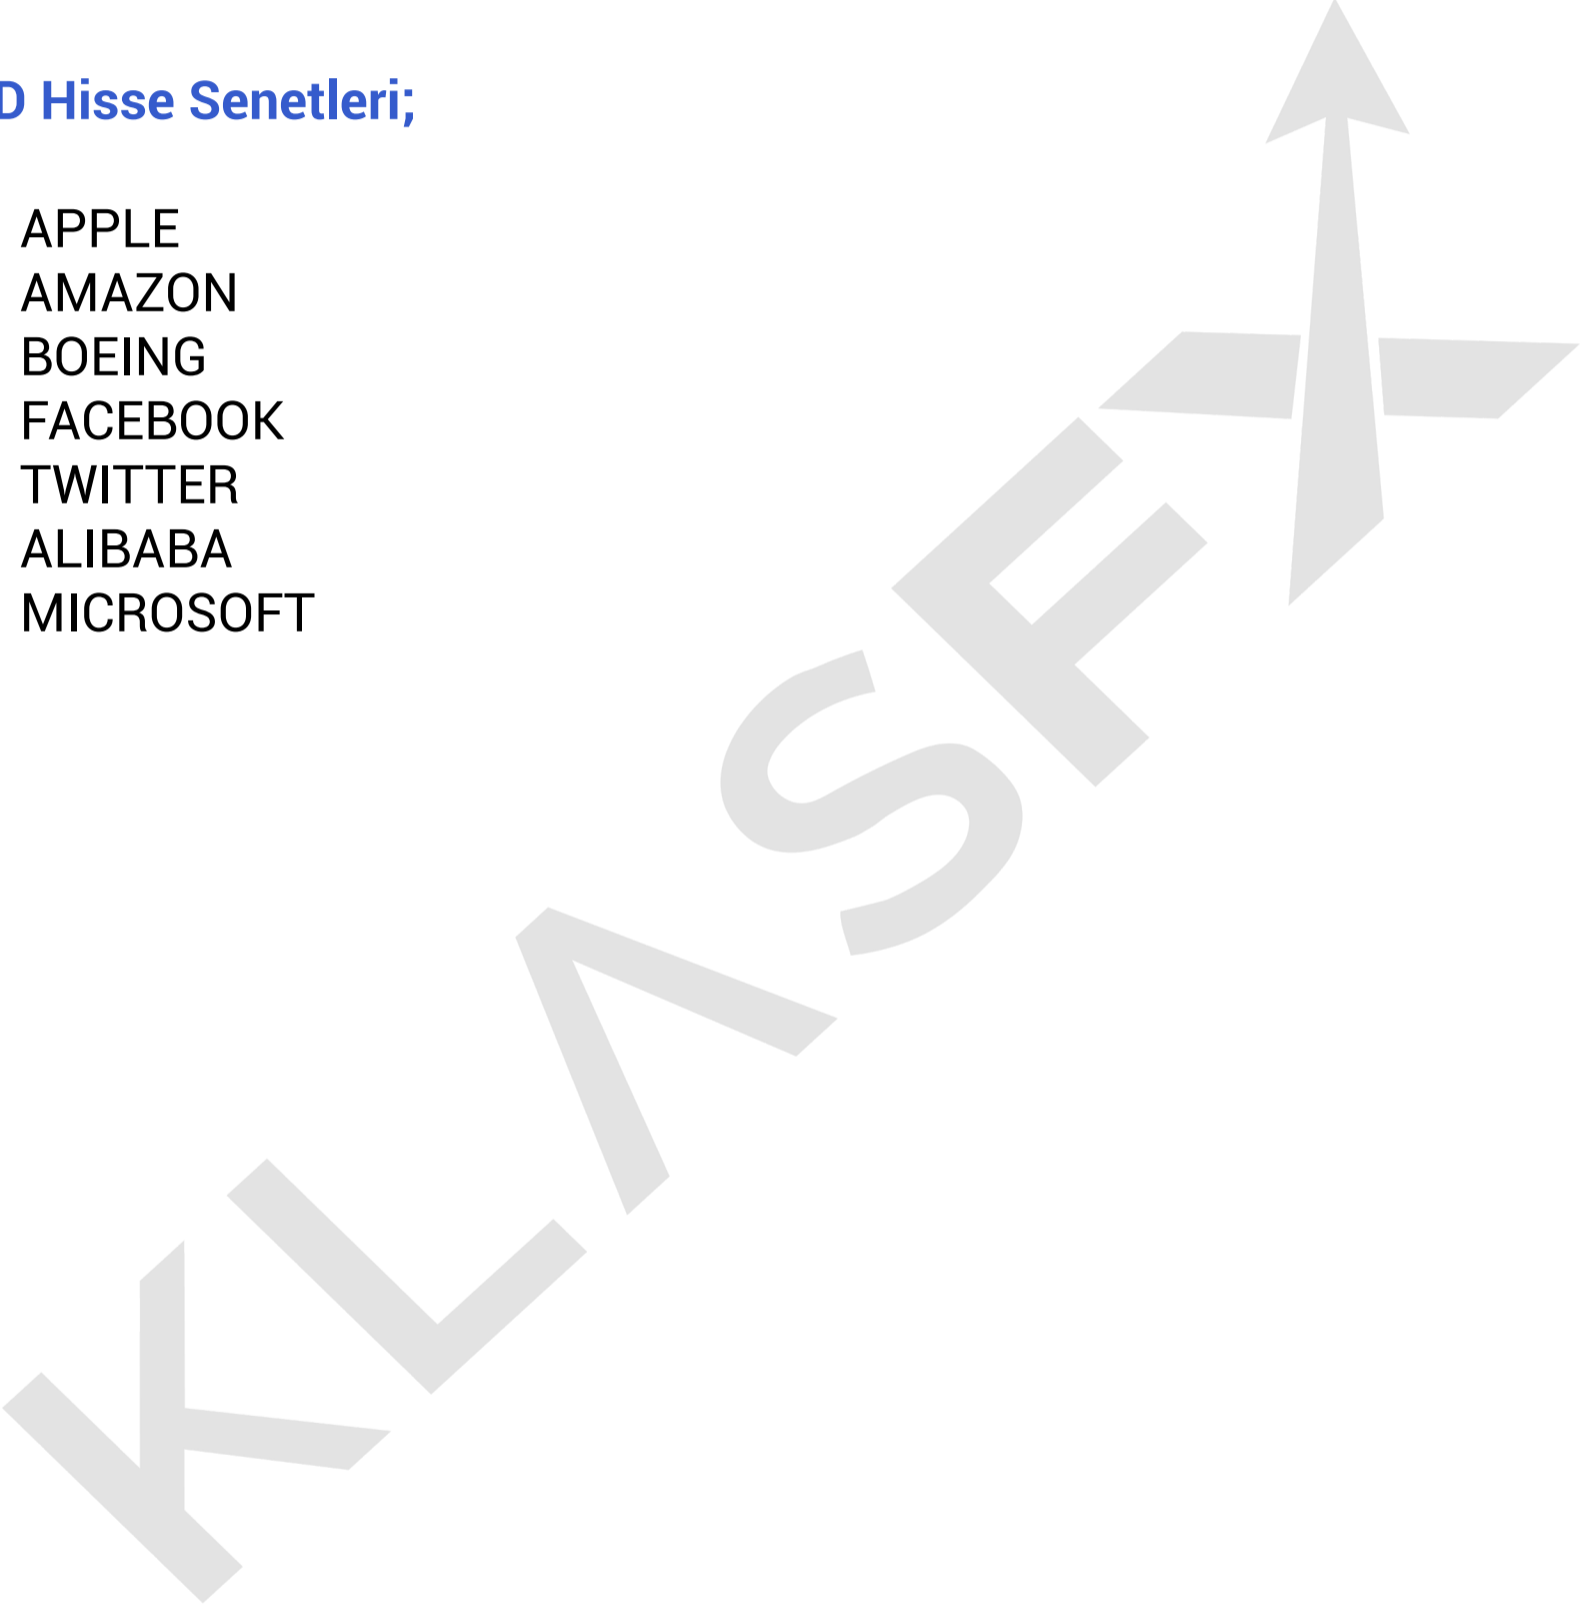 D Hisse Senetleri;
APPLE
AMAZON
BOEING
FACEBOOK
TWITTER
ALIBABA
MICROSOFT
KLASFX